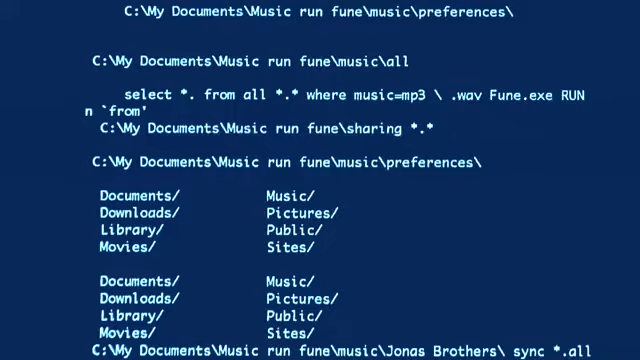 C:\My Documents\Music run fune\music\preferences\
C:\My Documents\Music run fune\music\all
select *. from all *.* where music=mp3 \ .wav Fune.exe RUN
n `from'
C:\My Documents\Music run fune\sharing *.*
C:\My Documents\Music run fune\music\preferences\
Documents/ Music/
Downloads/ Pictures/
Library/ Public/
Movies/ Sites/
Documents/ Music/
Downloads/ Pictures/
Library/ Public/
Movies/ Sites/
C:\My Documents\Music run fune\music\Jonas Brothers\ sync *.all